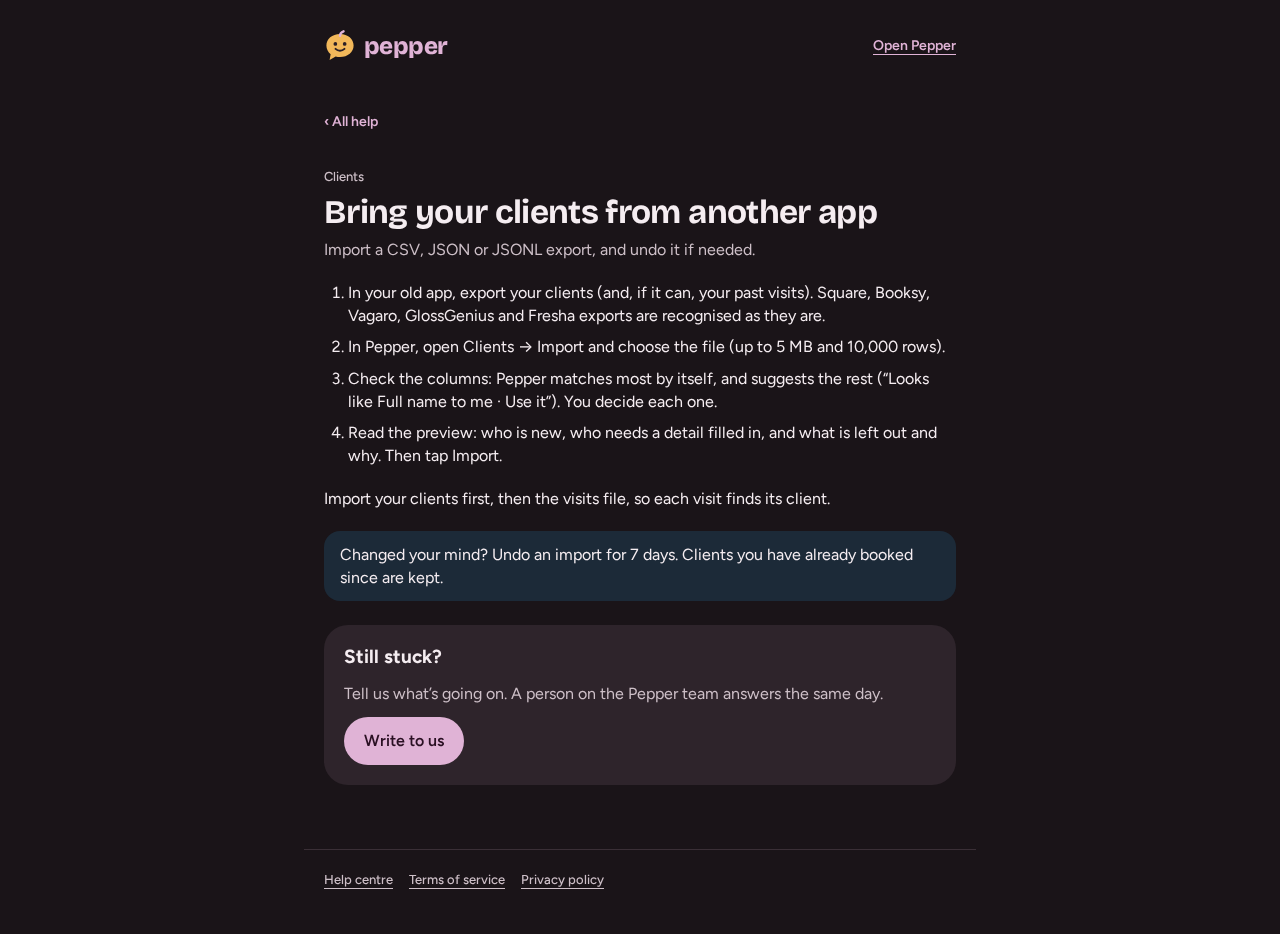 pepper
Open Pepper
‹ All help
Clients
Bring your clients from another app
Import a CSV, JSON or JSONL export, and undo it if needed.
1. In your old app, export your clients (and, if it can, your past visits). Square, Booksy,
Vagaro, GlossGenius and Fresha exports are recognised as they are.
2. In Pepper, open Clients → Import and choose the file (up to 5 MB and 10,000 rows).
3. Check the columns: Pepper matches most by itself, and suggests the rest (“Looks
like Full name to me · Use it”). You decide each one.
4. Read the preview: who is new, who needs a detail filled in, and what is left out and
why. Then tap Import.
Import your clients first, then the visits file, so each visit finds its client.
Changed your mind? Undo an import for 7 days. Clients you have already booked
since are kept.
Still stuck?
Tell us what’s going on. A person on the Pepper team answers the same day.
Write to us
Help centre
Terms of service
Privacy policy